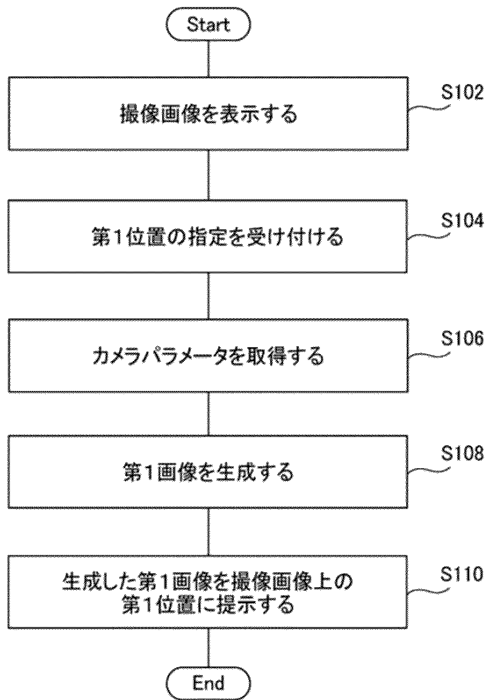 Start
撮像画像を表示する
S102
第1位置の指定を受け付ける
S104
カメラパラメータを取得する
S106
第1画像を生成する
S108
生成した第1画像を撮像画像上の
第1位置に提示する
S110
End